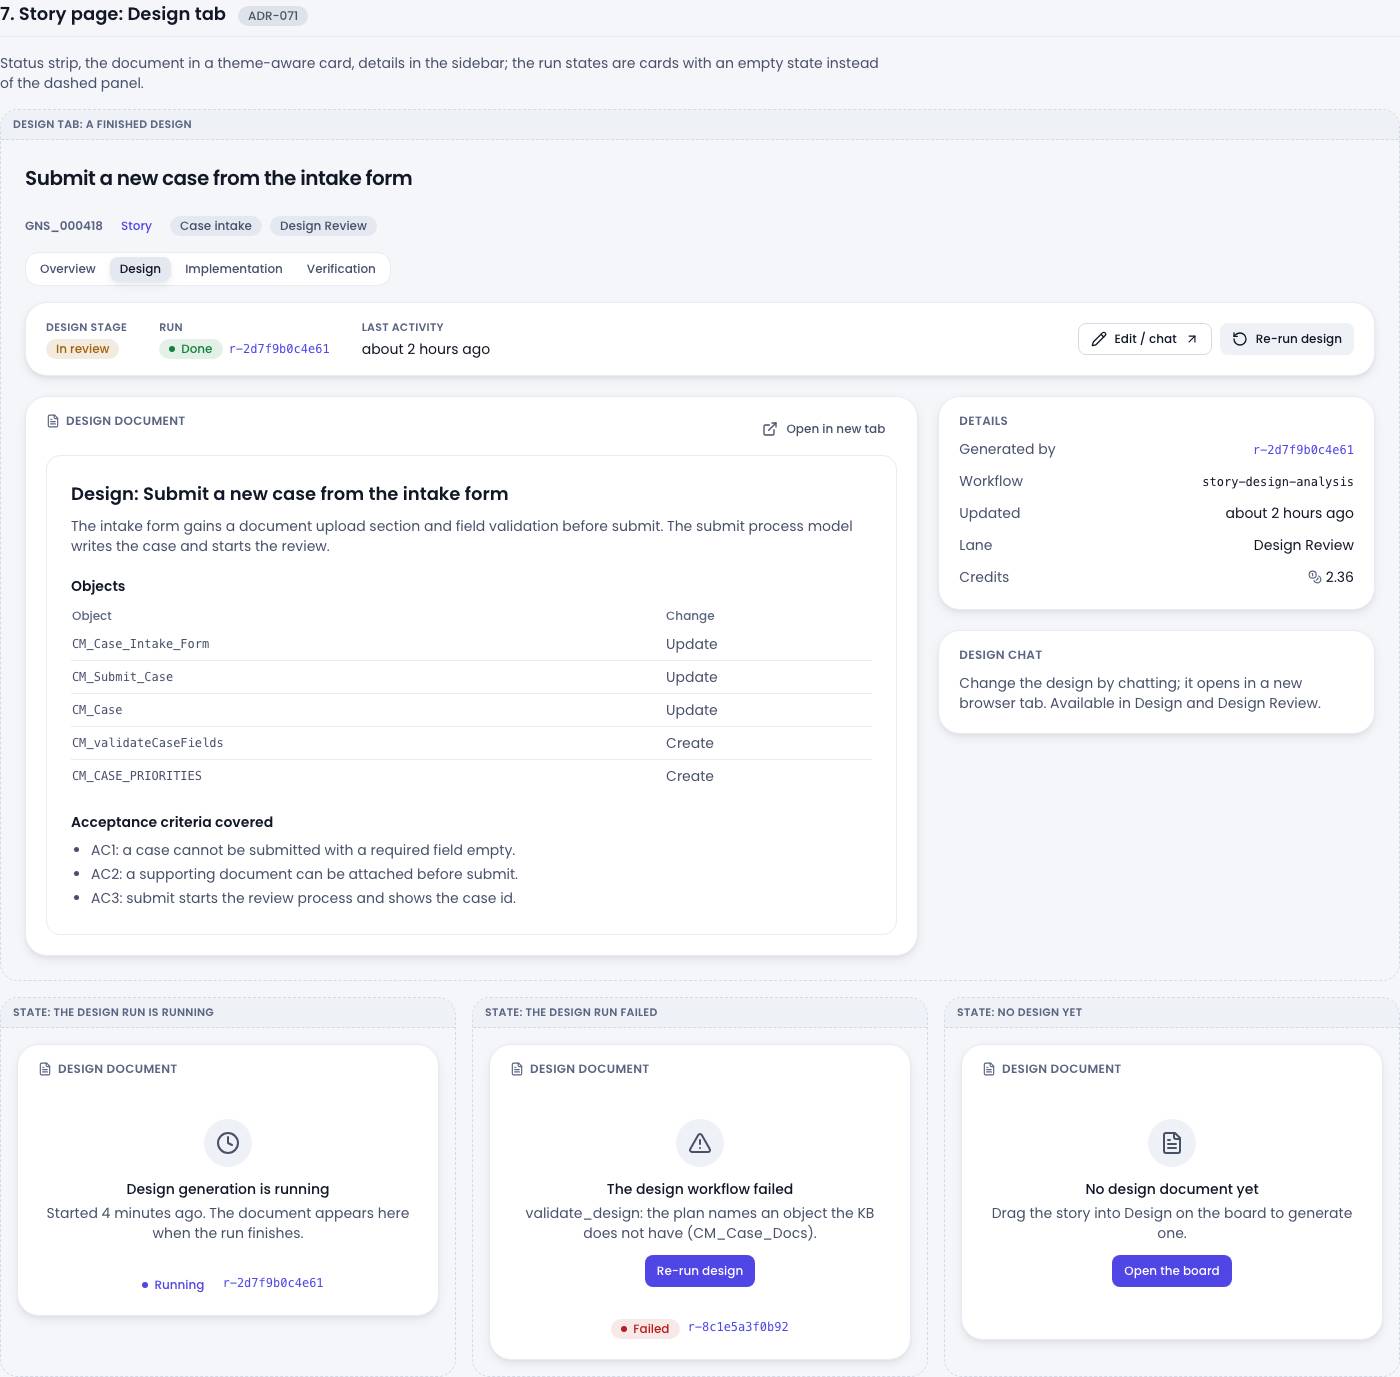 7. Story page: Design tab ADR-071
Status strip, the document in a theme-aware card, details in the sidebar; the run states are cards with an empty state instead
of the dashed panel.
DESIGN TAB: A FINISHED DESIGN
Submit a new case from the intake form
GNS_000418 Story Case intake Design Review
Overview Design Implementation Verification
DESIGN STAGE RUN LAST ACTIVITY
In review Done r-2d7f9b0c4e61 about 2 hours ago
Edit / chat Re-run design
DESIGN DOCUMENT
Open in new tab
Design: Submit a new case from the intake form
The intake form gains a document upload section and field validation before submit. The submit process model
writes the case and starts the review.
Objects
Object Change
CM_Case_Intake_Form Update
CM_Submit_Case Update
CM_Case Update
CM_validateCaseFields Create
CM_CASE_PRIORITIES Create
Acceptance criteria covered
• AC1: a case cannot be submitted with a required field empty.
• AC2: a supporting document can be attached before submit.
• AC3: submit starts the review process and shows the case id.
DETAILS
Generated by r-2d7f9b0c4e61
Workflow story-design-analysis
Updated about 2 hours ago
Lane Design Review
Credits 2.36
DESIGN CHAT
Change the design by chatting; it opens in a new
browser tab. Available in Design and Design Review.
STATE: THE DESIGN RUN IS RUNNING
DESIGN DOCUMENT
Design generation is running
Started 4 minutes ago. The document appears here
when the run finishes.
Running r-2d7f9b0c4e61
STATE: THE DESIGN RUN FAILED
DESIGN DOCUMENT
The design workflow failed
validate_design: the plan names an object the KB
does not have (CM_Case_Docs).
Re-run design
Failed r-8c1e5a3f0b92
STATE: NO DESIGN YET
DESIGN DOCUMENT
No design document yet
Drag the story into Design on the board to generate
one.
Open the board